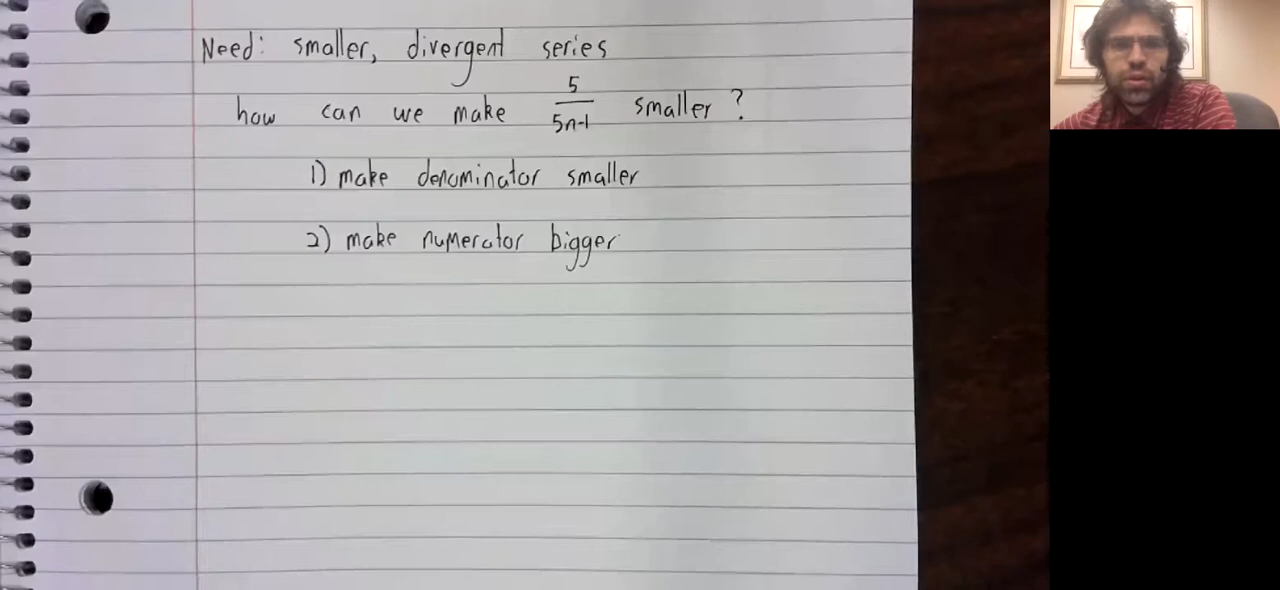 Need: smaller, divergent series
how can we make 5/(5n-1) smaller?
1) make denominator smaller
2) make numerator bigger